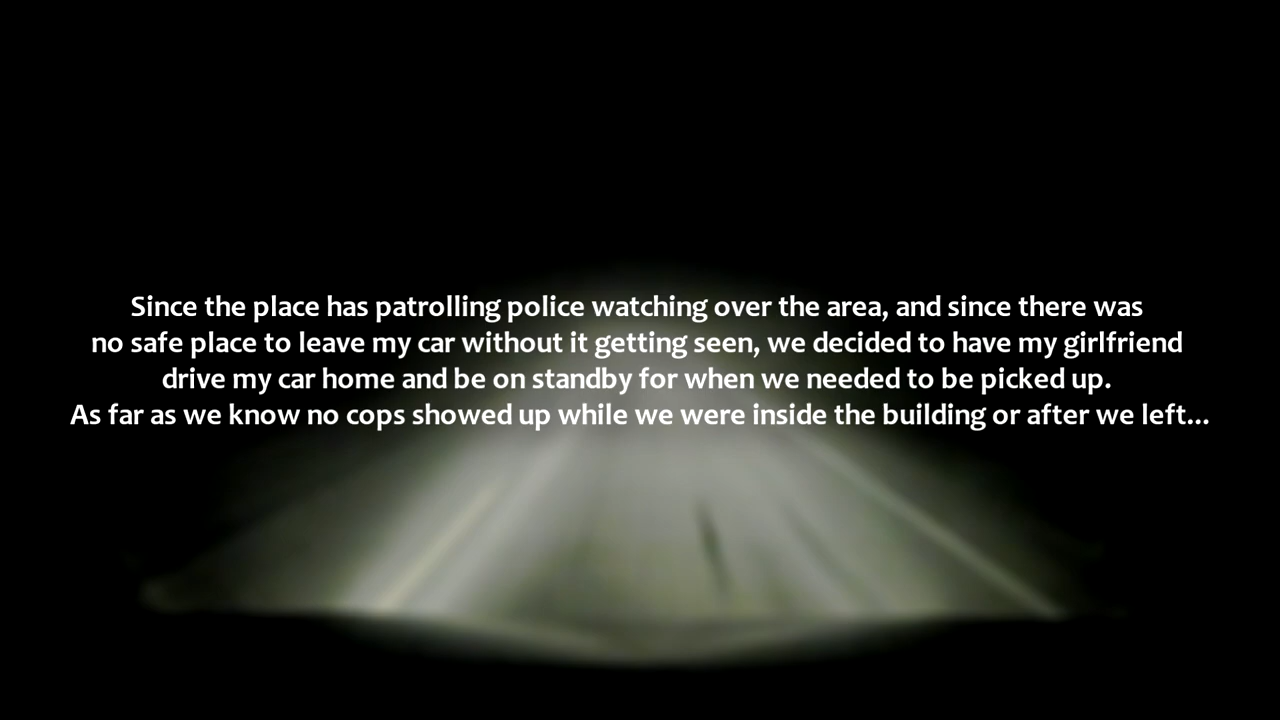 Since the place has patrolling police watching over the area, and since there was
no safe place to leave my car without it getting seen, we decided to have my girlfriend
drive my car home and be on standby for when we needed to be picked up.
As far as we know no cops showed up while we were inside the building or after we left...